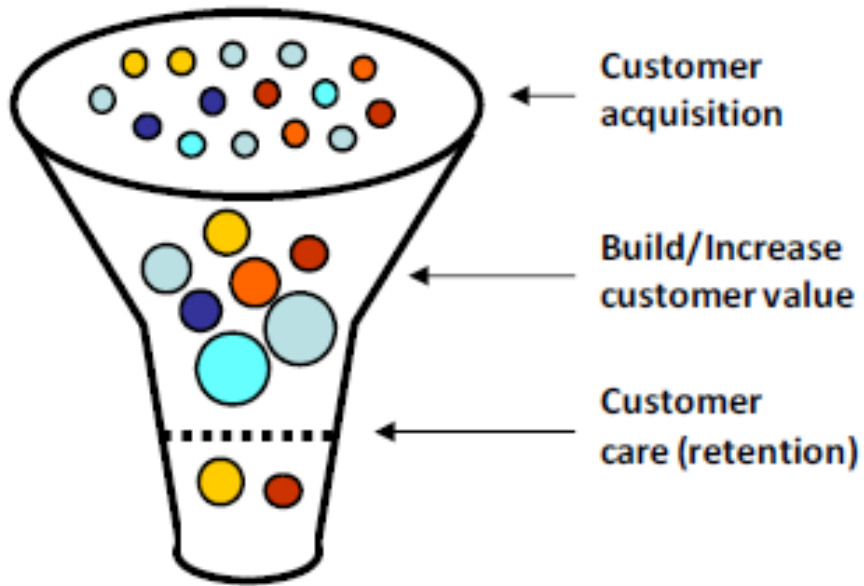 Customer
acquisition
Build/Increase
customer value
Customer
care (retention)